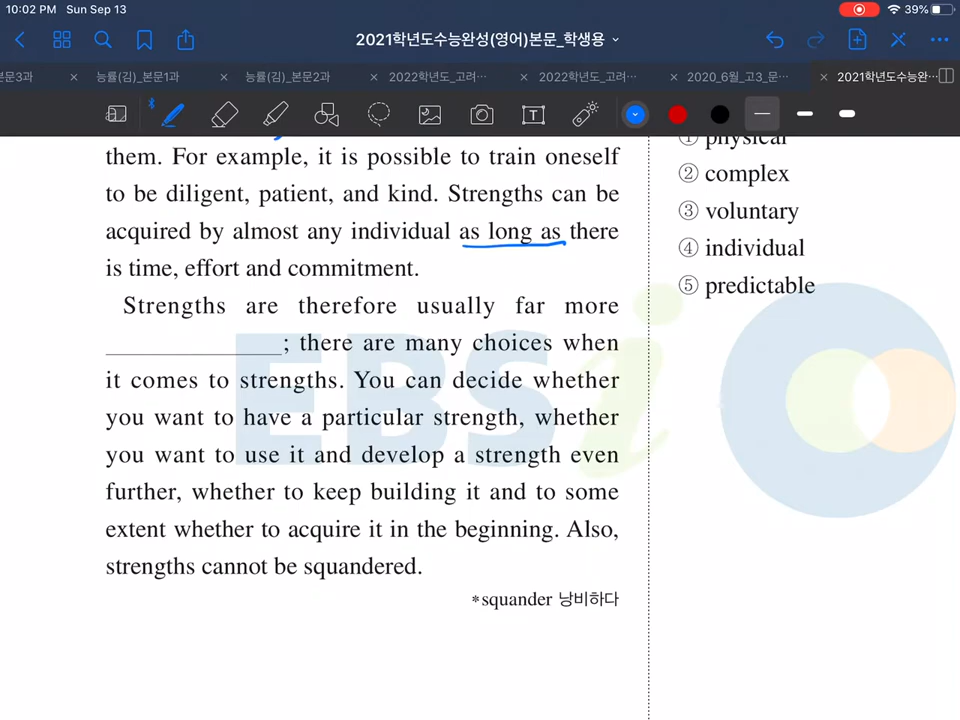 10:02 PM Sun Sep 13
39%
2021학년도수능완성(영어)본문_학생용
본문3과
능률(김)_본문1과
능률(김)_본문2과
2022학년도_고려…
2022학년도_고려…
2020_6월_고3_문…
2021학년도수능완…
them. For example, it is possible to train oneself
to be diligent, patient, and kind. Strengths can be
acquired by almost any individual as long as there
is time, effort and commitment.
Strengths are therefore usually far more
______________ ; there are many choices when
it comes to strengths. You can decide whether
you want to have a particular strength, whether
you want to use it and develop a strength even
further, whether to keep building it and to some
extent whether to acquire it in the beginning. Also,
strengths cannot be squandered.
*squander 낭비하다
① physical
② complex
③ voluntary
④ individual
⑤ predictable
EBSi